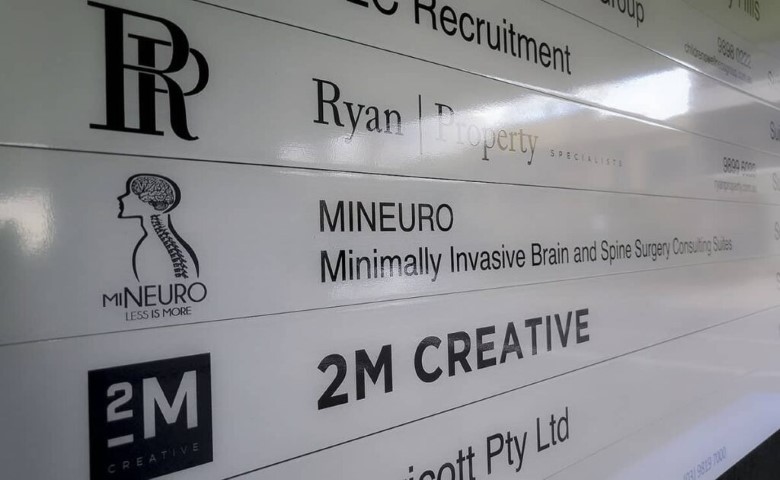 Recruitment
RP
Ryan | Property
SPECIALISTS
MINEURO
Minimally Invasive Brain and Spine Surgery Consulting Suites
MINEURO
LESS IS MORE
2M CREATIVE
2M
CREATIVE
Pty Ltd